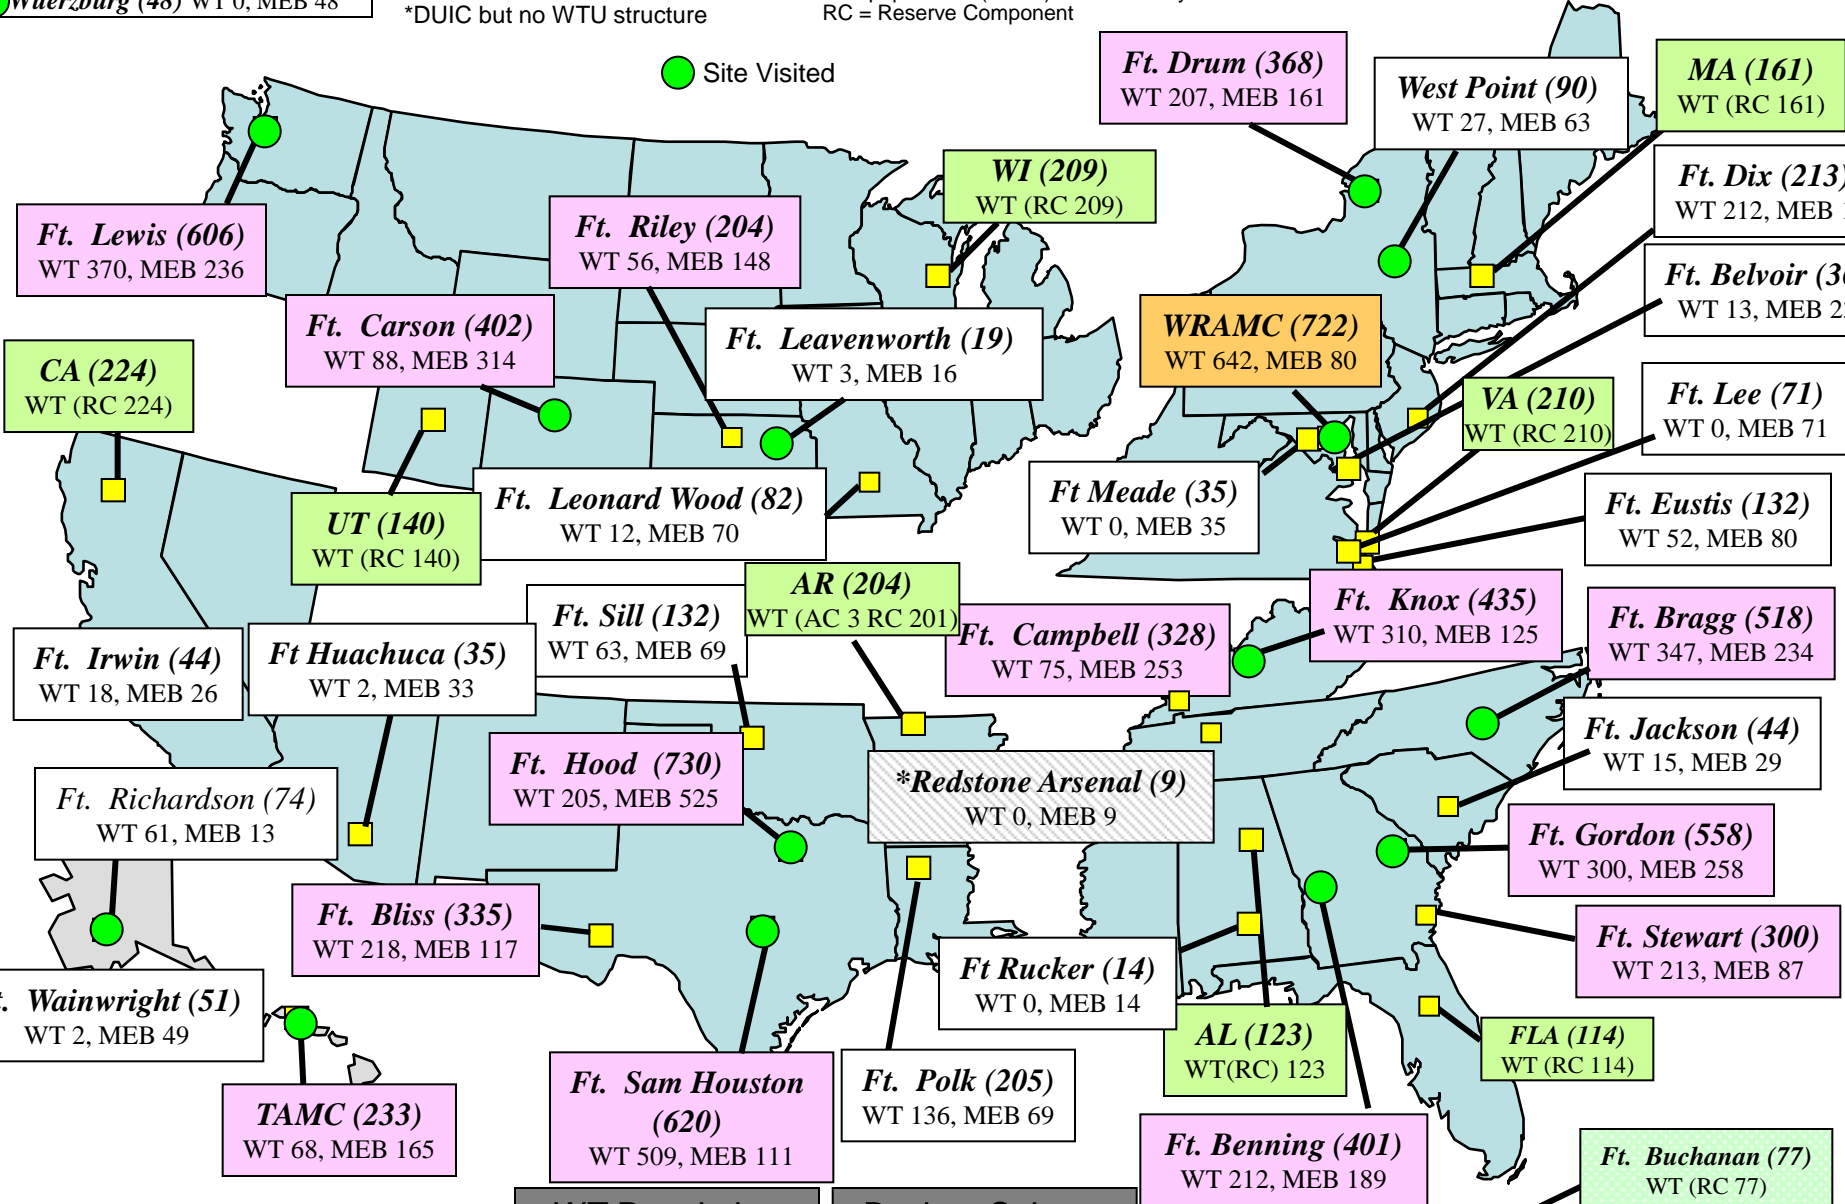 Wuerzburg (48) WT 0, MEB 48
*DUIC but no WTU structure
RC = Reserve Component
Site Visited
Ft. Drum (368)
WT 207, MEB 161
West Point (90)
WT 27, MEB 63
MA (161)
WT (RC 161)
WI (209)
WT (RC 209)
Ft. Dix (213)
WT 212, MEB
Ft. Lewis (606)
WT 370, MEB 236
Ft. Riley (204)
WT 56, MEB 148
Ft. Belvoir
WT 13, MEB
Ft. Carson (402)
WT 88, MEB 314
Ft. Leavenworth (19)
WT 3, MEB 16
WRAMC (722)
WT 642, MEB 80
CA (224)
WT (RC 224)
VA (210)
WT (RC 210)
Ft. Lee (71)
WT 0, MEB 71
UT (140)
WT (RC 140)
Ft. Leonard Wood (82)
WT 12, MEB 70
Ft Meade (35)
WT 0, MEB 35
Ft. Eustis (132)
WT 52, MEB 80
Ft. Irwin (44)
WT 18, MEB 26
Ft Huachuca (35)
WT 2, MEB 33
Ft. Sill (132)
WT 63, MEB 69
AR (204)
WT (AC 3 RC 201)
Ft. Campbell (328)
WT 75, MEB 253
Ft. Knox (435)
WT 310, MEB 125
Ft. Bragg (518)
WT 347, MEB 234
Ft. Jackson (44)
WT 15, MEB 29
Ft. Richardson (74)
WT 61, MEB 13
Ft. Hood (730)
WT 205, MEB 525
*Redstone Arsenal (9)
WT 0, MEB 9
Ft. Gordon (558)
WT 300, MEB 258
Ft. Bliss (335)
WT 218, MEB 117
Ft. Stewart (300)
WT 213, MEB 87
Wainwright (51)
WT 2, MEB 49
Ft Rucker (14)
WT 0, MEB 14
AL (123)
WT(RC) 123
FLA (114)
WT (RC 114)
TAMC (233)
WT 68, MEB 165
Ft. Sam Houston
(620)
WT 509, MEB 111
Ft. Polk (205)
WT 136, MEB 69
Ft. Benning (401)
WT 212, MEB 189
Ft. Buchanan (77)
WT (RC 77)